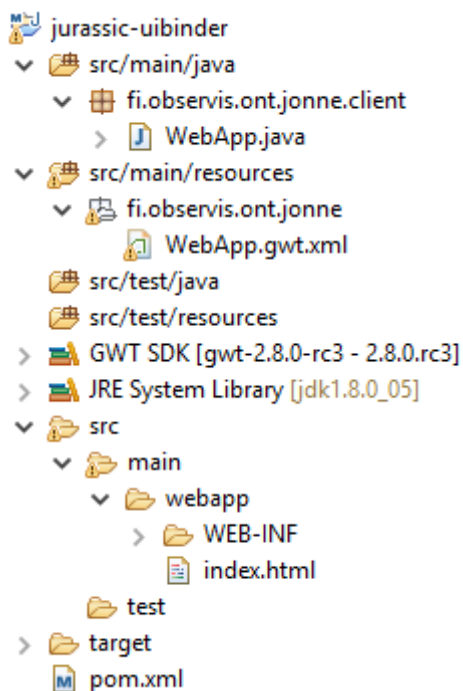 jurassic-uibinder
src/main/java
fi.observis.ont.jonne.client
WebApp.java
src/main/resources
fi.observis.ont.jonne
WebApp.gwt.xml
src/test/java
src/test/resources
GWT SDK [gwt-2.8.0-rc3 - 2.8.0.rc3]
JRE System Library [jdk1.8.0_05]
src
main
webapp
WEB-INF
index.html
test
target
pom.xml